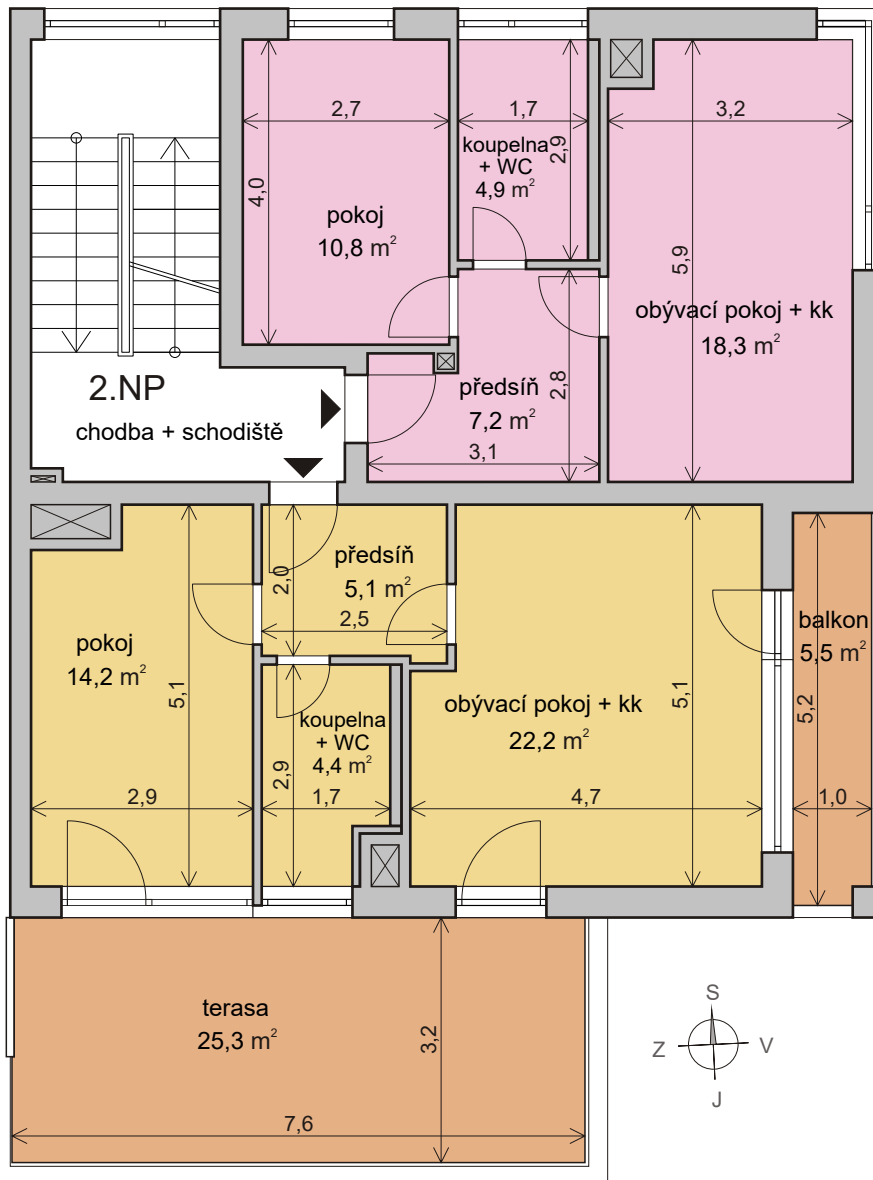 2,7
4,0
pokoj
10,8 m²
1,7
koupelna
+ WC
4,9 m²
2,9
3,2
5,9
obývací pokoj + kk
18,3 m²
předsíň
7,2 m²
2,8
3,1
2.NP
chodba + schodiště
pokoj
14,2 m²
5,1
2,9
předsíň
5,1 m²
2,0
2,5
koupelna
+ WC
4,4 m²
2,9
1,7
obývací pokoj + kk
22,2 m²
5,1
4,7
balkon
5,5 m²
5,2
1,0
terasa
25,3 m²
3,2
7,6
S
Z
V
J